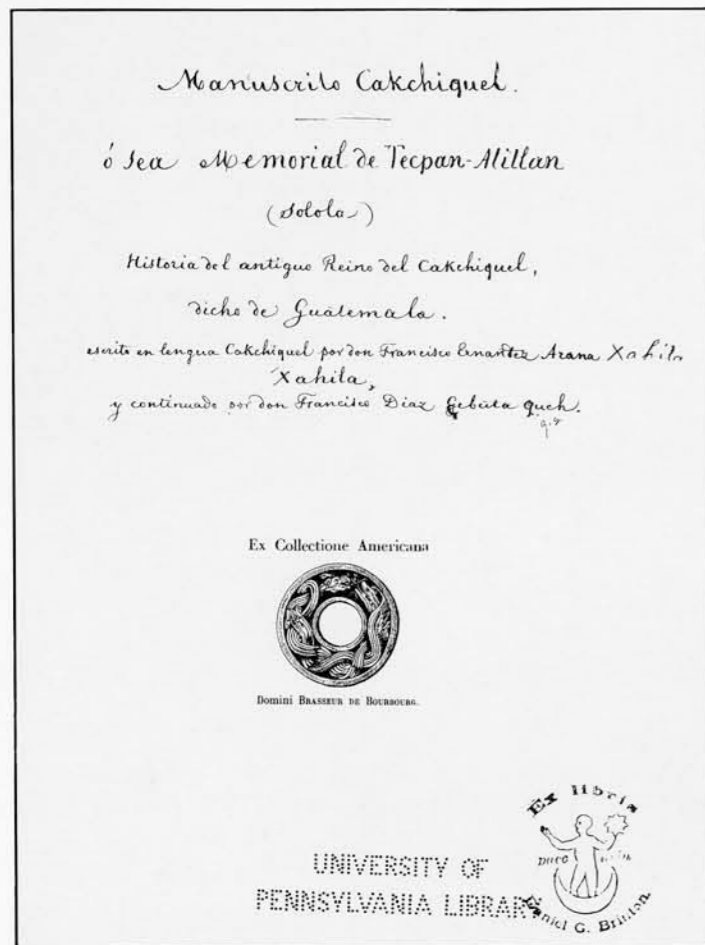 Manuscrito Cakchiquel.
ó sea Memorial de Tecpan-Atitlan
(Solola)
Historia del antiguo Reino del Cakchiquel,
dicho de Guatemala.
escrito en lengua Cakchiquel por don Francisco Ernantez Arana Xahila
Xahila,
y continuado por don Francisco Diaz Gebuta Queh.
Ex Collectione Americana
Domini BRASSEUR DE BOURBOURG.
Ex libris
Daniel G. Brinton.
UNIVERSITY OF
PENNSYLVANIA LIBRARY